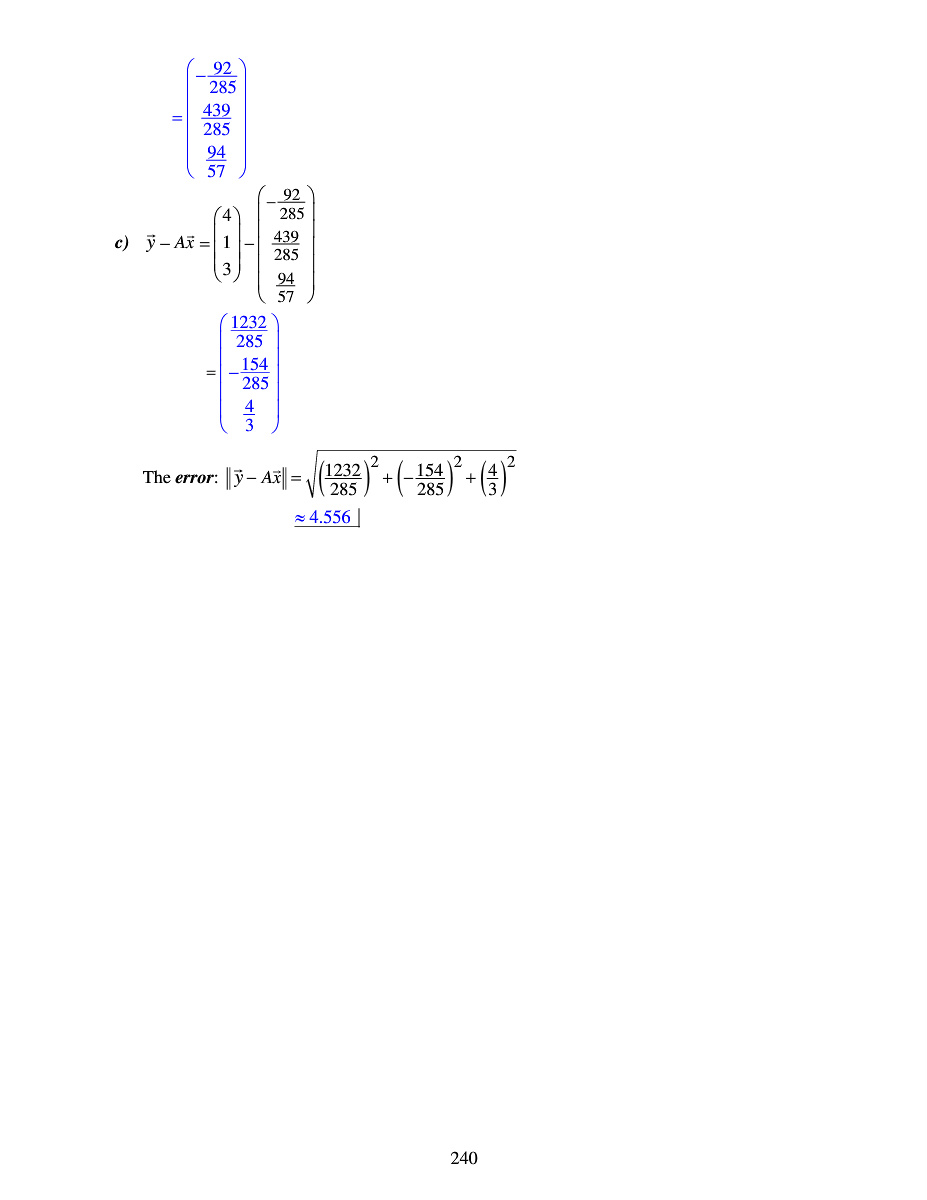 = \begin{pmatrix} -\frac{92}{285} \\ \frac{439}{285} \\ \frac{94}{57} \end{pmatrix}
c) \vec{y} - A\vec{x} = \begin{pmatrix} 4 \\ 1 \\ 3 \end{pmatrix} - \begin{pmatrix} -\frac{92}{285} \\ \frac{439}{285} \\ \frac{94}{57} \end{pmatrix}
= \begin{pmatrix} \frac{1232}{285} \\ -\frac{154}{285} \\ \frac{4}{3} \end{pmatrix}
The error: \left\| \vec{y} - A\vec{x} \right\| = \sqrt{\left(\frac{1232}{285}\right)^2 + \left(-\frac{154}{285}\right)^2 + \left(\frac{4}{3}\right)^2}
≈ 4.556
240